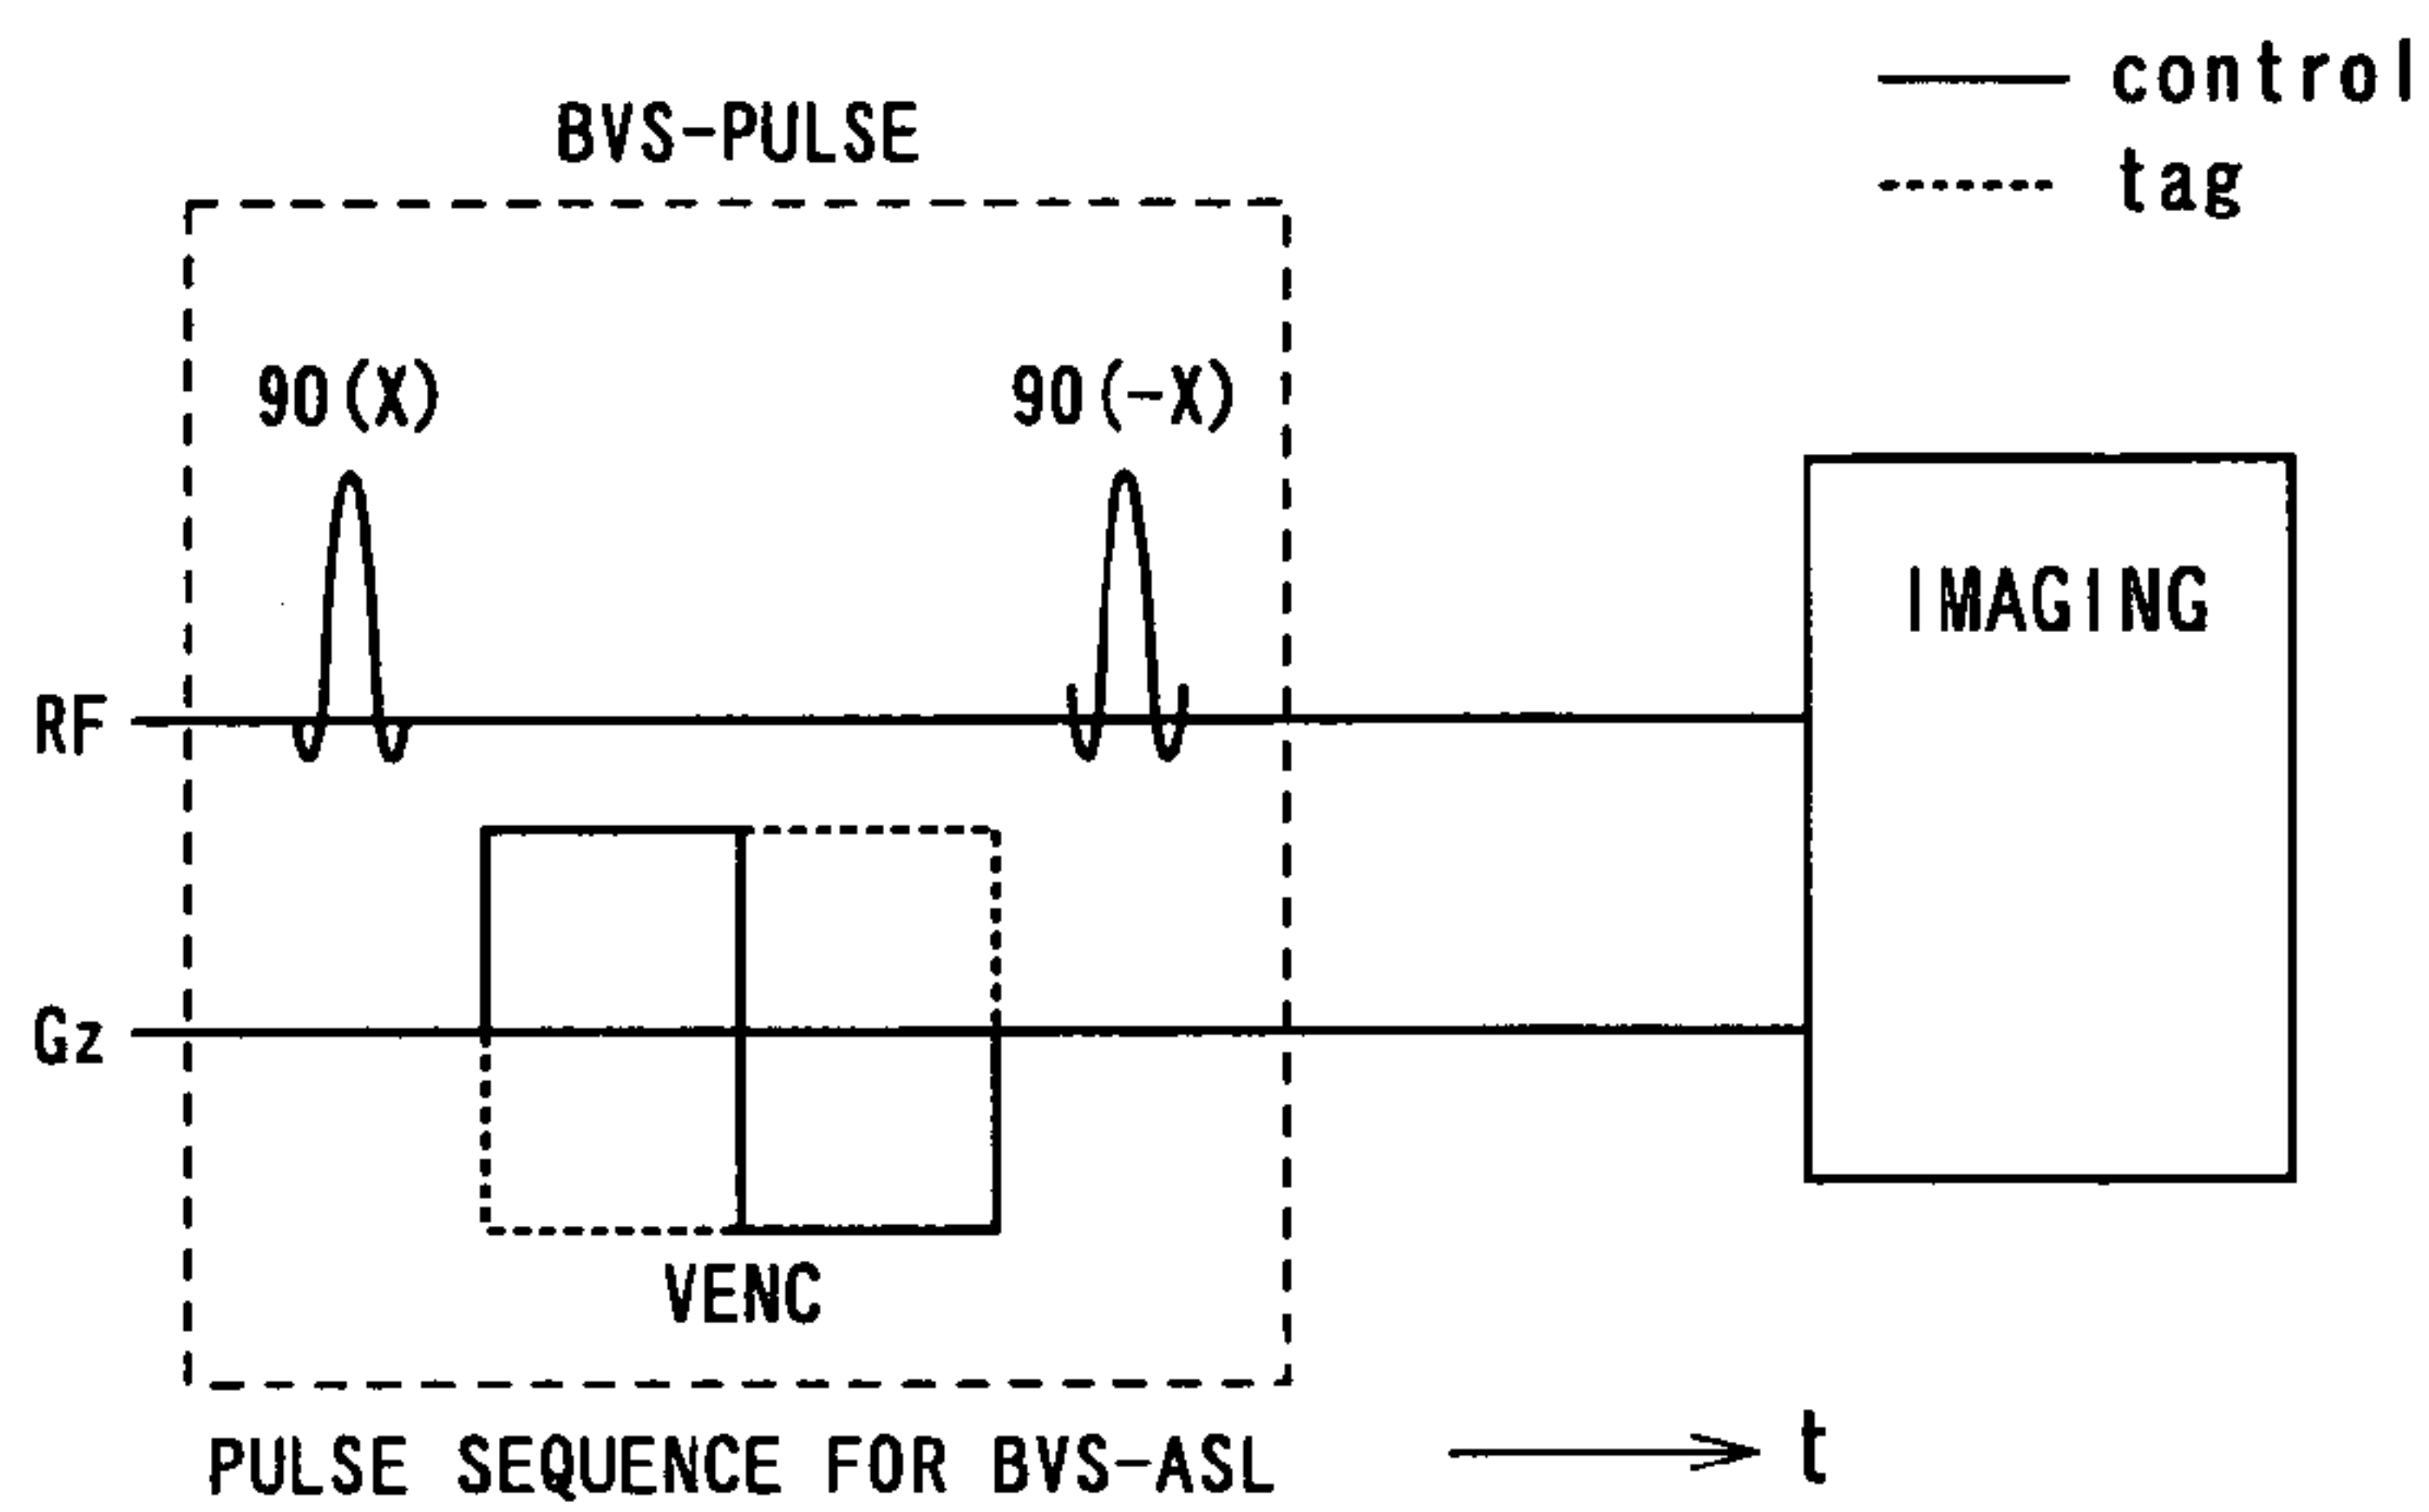 control
tag
BVS-PULSE
90(X)
90(-X)
IMAGING
RF
Gz
VENC
PULSE SEQUENCE FOR BVS-ASL
t